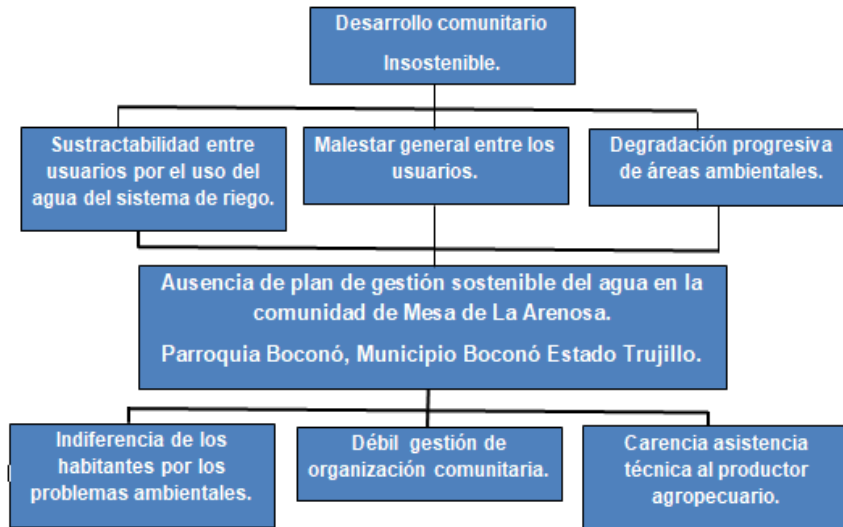 Desarrollo comunitario
Insostenible.
Sustractabilidad entre
usuarios por el uso del
agua del sistema de riego.
Malestar general entre los
usuarios.
Degradación progresiva
de áreas ambientales.
Ausencia de plan de gestión sostenible del agua en la
comunidad de Mesa de La Arenosa.
Parroquia Boconó, Municipio Boconó Estado Trujillo.
Indiferencia de los
habitantes por los
problemas ambientales.
Débil gestión de
organización comunitaria.
Carencia asistencia
técnica al productor
agropecuario.